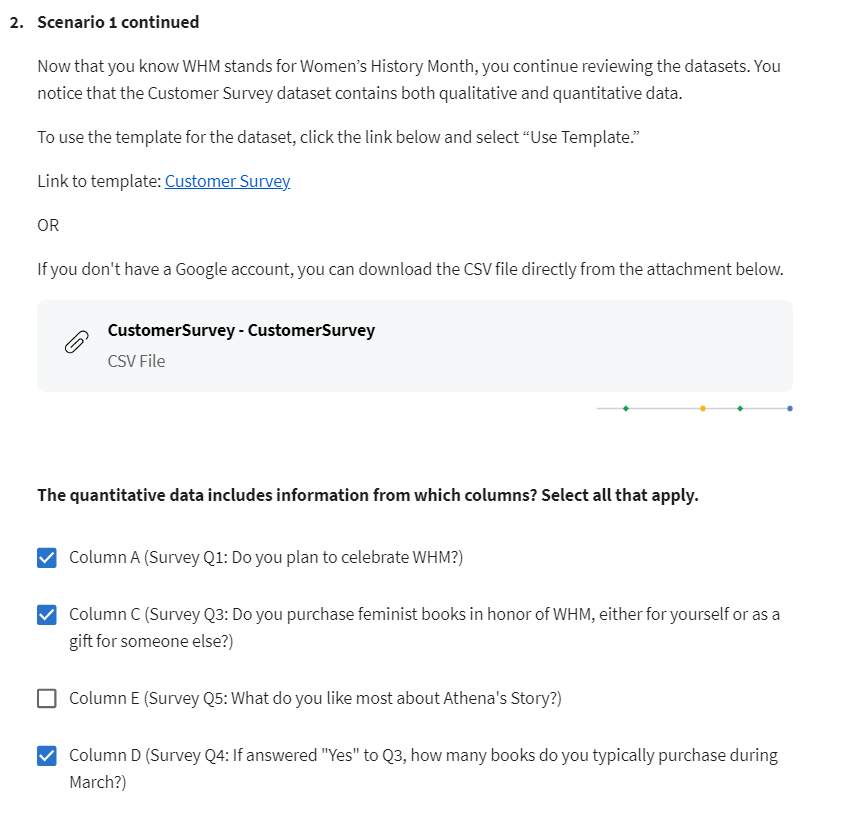 2. Scenario 1 continued
Now that you know WHM stands for Women’s History Month, you continue reviewing the datasets. You
notice that the Customer Survey dataset contains both qualitative and quantitative data.
To use the template for the dataset, click the link below and select “Use Template.”
Link to template: Customer Survey
OR
If you don't have a Google account, you can download the CSV file directly from the attachment below.
CustomerSurvey - CustomerSurvey
CSV File
The quantitative data includes information from which columns? Select all that apply.
Column A (Survey Q1: Do you plan to celebrate WHM?)
Column C (Survey Q3: Do you purchase feminist books in honor of WHM, either for yourself or as a
gift for someone else?)
Column E (Survey Q5: What do you like most about Athena's Story?)
Column D (Survey Q4: If answered "Yes" to Q3, how many books do you typically purchase during
March?)